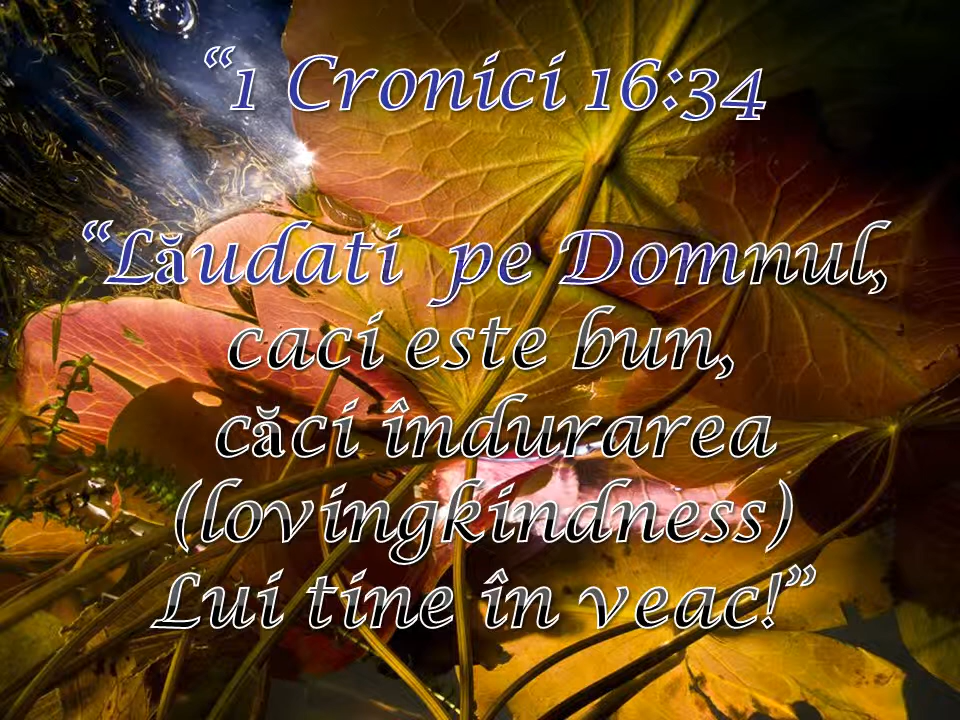 “1 Cronici 16:34
“Lăudati pe Domnul,
caci este bun,
căci îndurarea
(lovingkindness)
Lui tine în veac!”